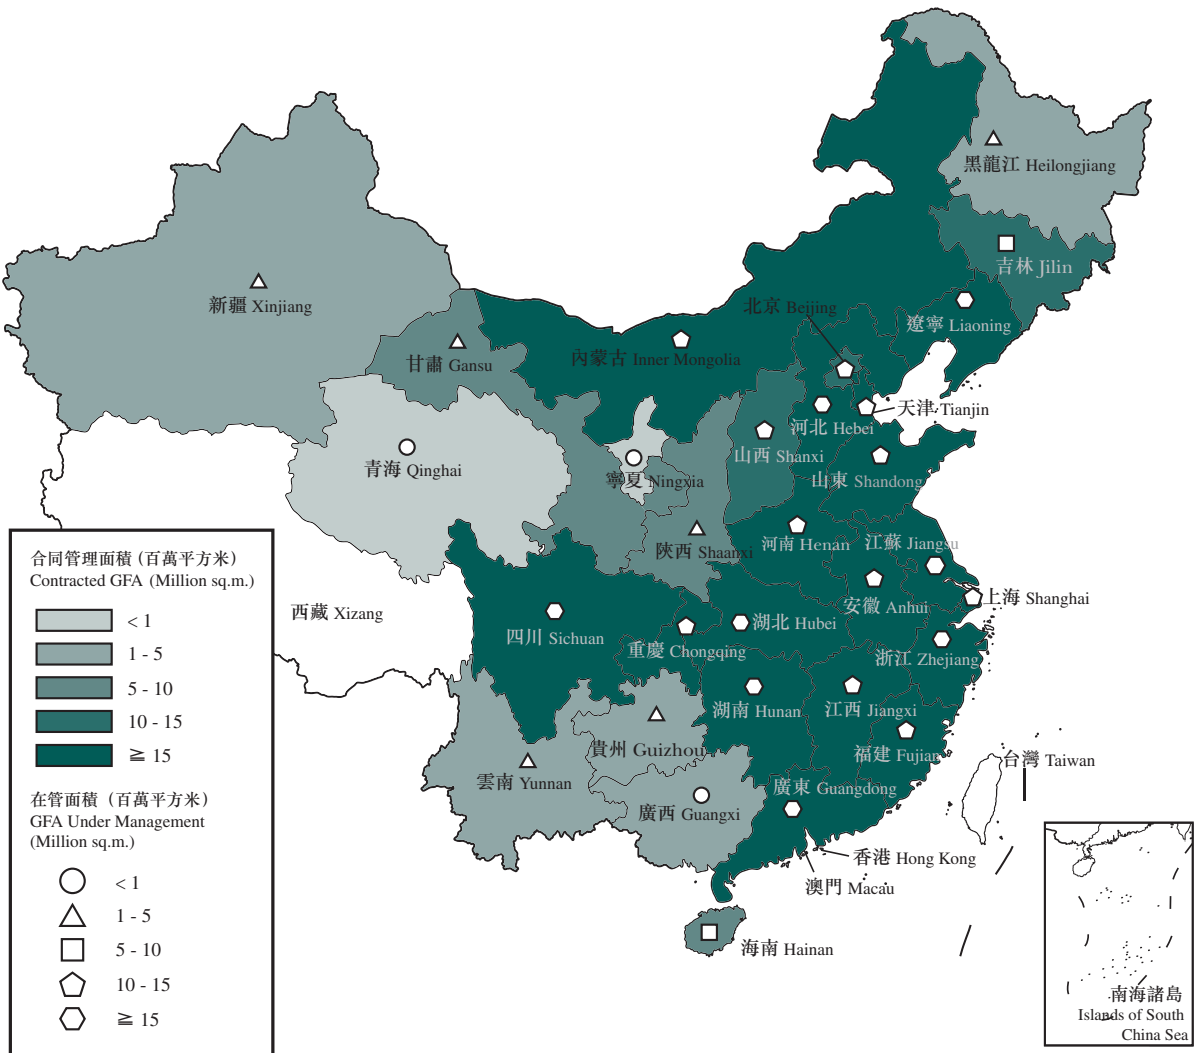 黑龍江 Heilongjiang
吉林 Jilin
新疆 Xinjiang
北京 Beijing
遼寧 Liaoning
甘肅 Gansu
內蒙古 Inner Mongolia
天津 Tianjin
河北 Hebei
山西 Shanxi
青海 Qinghai
寧夏 Ningxia
山東 Shandong
陝西 Shaanxi
河南 Henan
江蘇 Jiangsu
合同管理面積 (百萬平方米)
Contracted GFA (Million sq.m.)
< 1
1 - 5
5 - 10
10 - 15
≧ 15
在管面積 (百萬平方米)
GFA Under Management
(Million sq.m.)
< 1
1 - 5
5 - 10
10 - 15
≧ 15
西藏 Xizang
安徽 Anhui
上海 Shanghai
四川 Sichuan
重慶 Chongqing
湖北 Hubei
浙江 Zhejiang
湖南 Hunan
江西 Jiangxi
貴州 Guizhou
福建 Fujian
台灣 Taiwan
雲南 Yunnan
廣西 Guangxi
廣東 Guangdong
香港 Hong Kong
澳門 Macau
海南 Hainan
南海諸島
Islands of South
China Sea